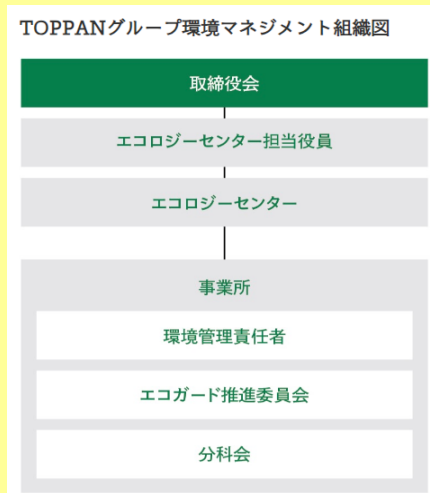 TOPPANグループ環境マネジメント組織図
取締役会
エコロジーセンター担当役員
エコロジーセンター
事業所
環境管理責任者
エコガード推進委員会
分科会